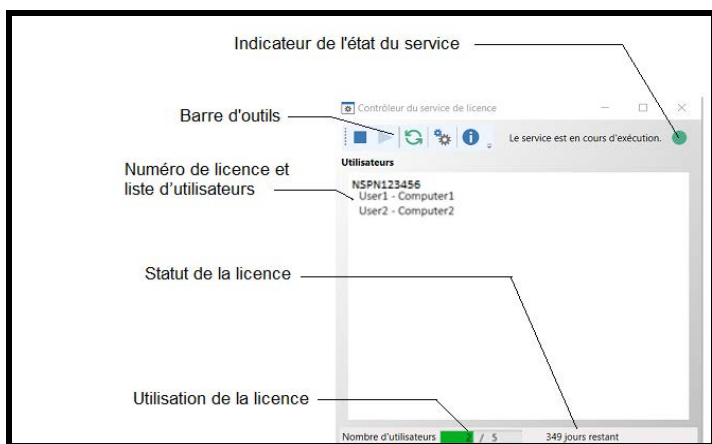 Indicateur de l'état du service
Contrôleur du service de licence
Barre d'outils
Le service est en cours d'exécution.
Utilisateurs
Numéro de licence et
liste d'utilisateurs
NSPN123456
User1 - Computer1
User2 - Computer2
Statut de la licence
Utilisation de la licence
Nombre d'utilisateurs 2 / 5 349 jours restant